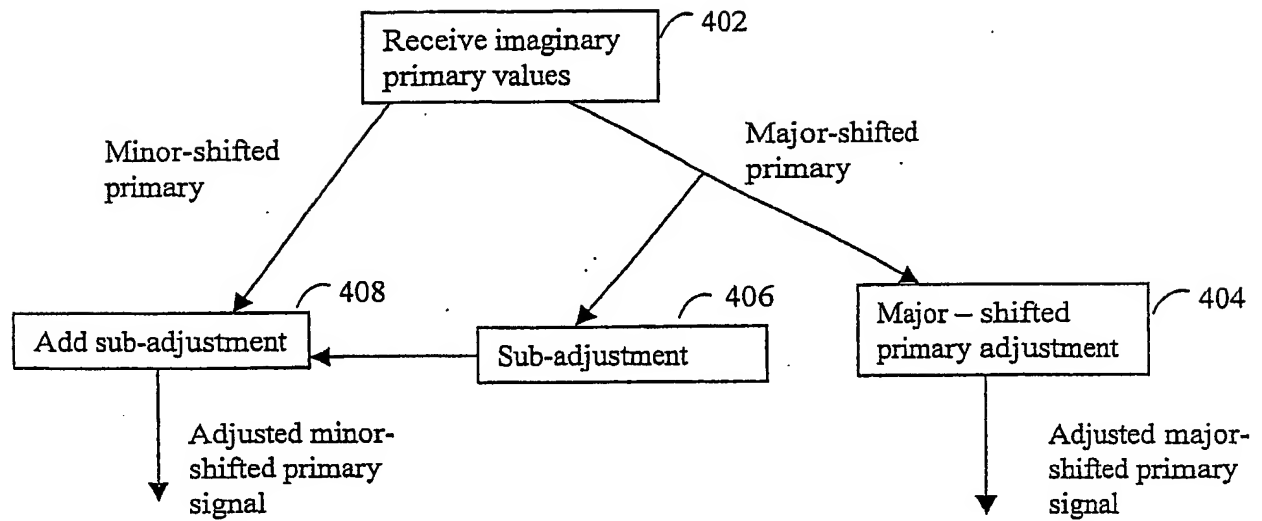 Receive imaginary
primary values
402
Minor-shifted
primary
Major-shifted
primary
408
406
404
Add sub-adjustment
Sub-adjustment
Major – shifted
primary adjustment
Adjusted minor-
shifted primary
signal
Adjusted major-
shifted primary
signal